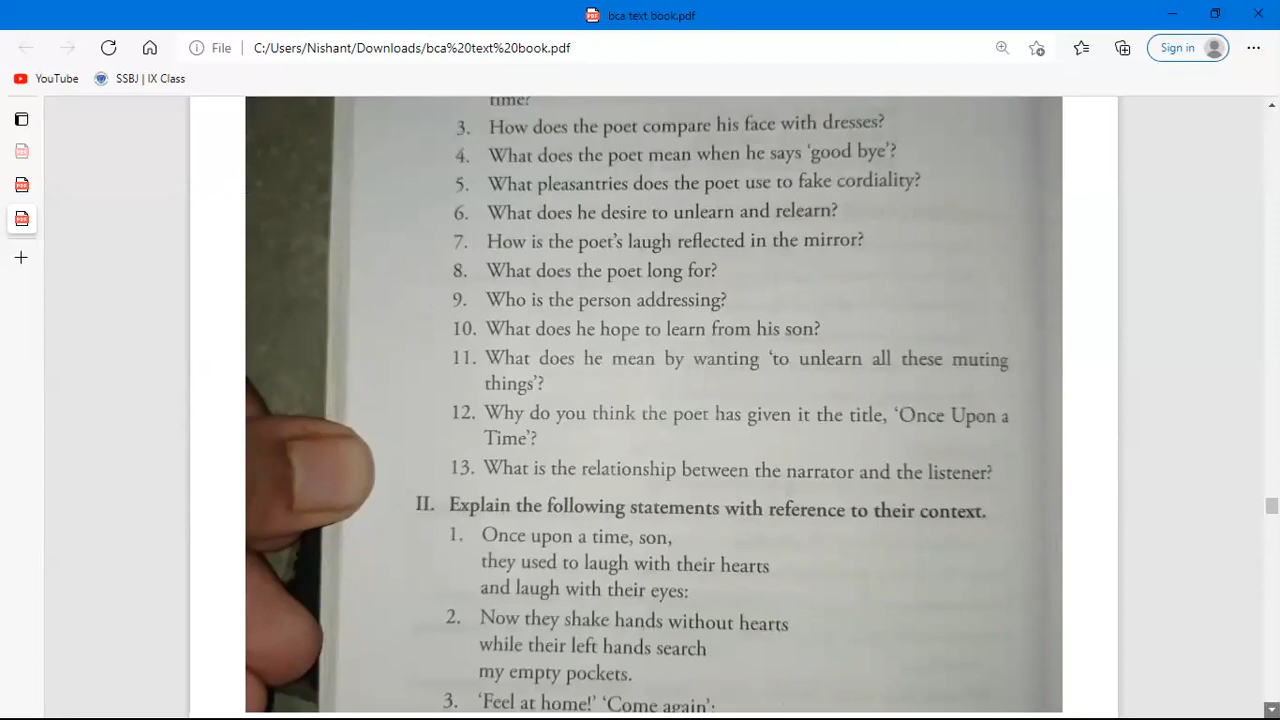 bca text book.pdf
File
C:/Users/Nishant/Downloads/bca%20text%20book.pdf
Sign in
YouTube
SSBJ | IX Class
time?
3. How does the poet compare his face with dresses?
4. What does the poet mean when he says ‘good bye’?
5. What pleasantries does the poet use to fake cordiality?
6. What does he desire to unlearn and relearn?
7. How is the poet’s laugh reflected in the mirror?
8. What does the poet long for?
9. Who is the person addressing?
10. What does he hope to learn from his son?
11. What does he mean by wanting ‘to unlearn all these muting
things’?
12. Why do you think the poet has given it the title, ‘Once Upon a
Time’?
13. What is the relationship between the narrator and the listener?
II. Explain the following statements with reference to their context.
1. Once upon a time, son,
they used to laugh with their hearts
and laugh with their eyes:
2. Now they shake hands without hearts
while their left hands search
my empty pockets.
3. ‘Feel at home!’ ‘Come again’: